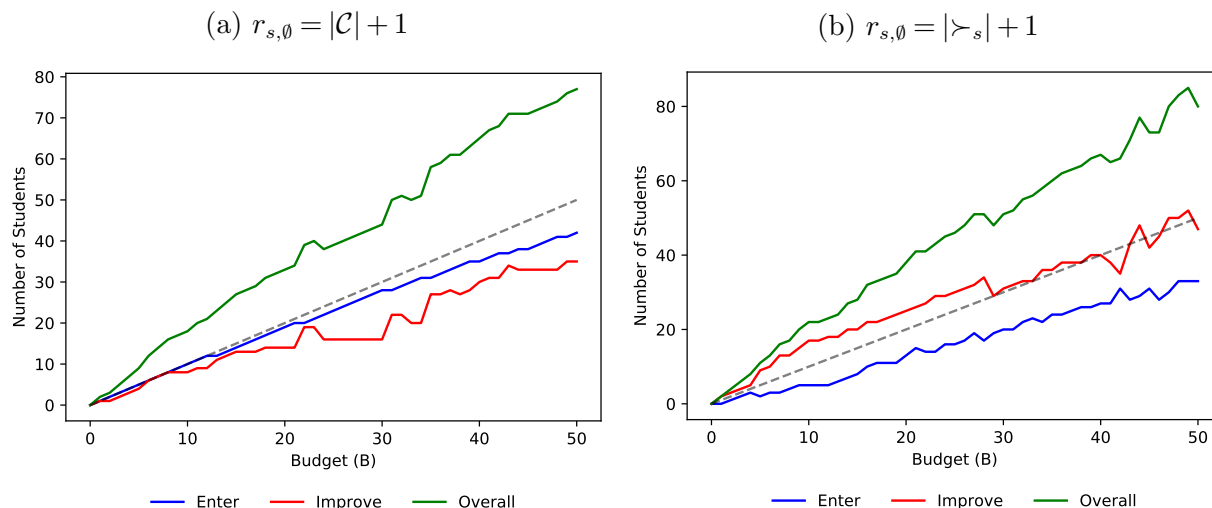 (a) r_{s,∅} = |𝒞| + 1
80
70
60
50
40
30
20
10
0
Number of Students
0 10 20 30 40 50
Budget (B)
Enter Improve Overall
(b) r_{s,∅} = |≻_s| + 1
80
60
40
20
0
Number of Students
0 10 20 30 40 50
Budget (B)
Enter Improve Overall